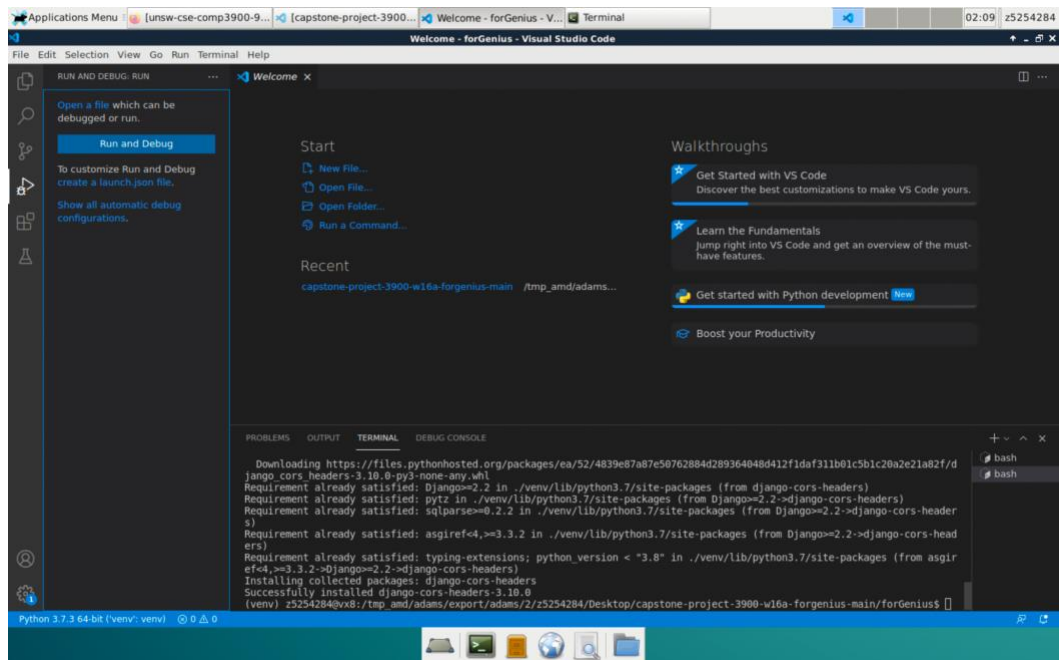 Applications Menu
[unsw-cse-comp3900-9...
[capstone-project-3900...
Welcome - forGenius - V...
Terminal
02:09
z5254284
Welcome - forGenius - Visual Studio Code
File Edit Selection View Go Run Terminal Help
RUN AND DEBUG: RUN
Welcome
Open a file which can be
debugged or run.
Run and Debug
To customize Run and Debug
create a launch.json file.
Show all automatic debug
configurations.
Start
New File...
Open File...
Open Folder...
Run a Command...
Recent
capstone-project-3900-w16a-forgenius-main /tmp_amd/adams...
Walkthroughs
Get Started with VS Code
Discover the best customizations to make VS Code yours.
Learn the Fundamentals
Jump right into VS Code and get an overview of the must-
have features.
Get started with Python development New
Boost your Productivity
PROBLEMS OUTPUT TERMINAL DEBUG CONSOLE
Downloading https://files.pythonhosted.org/packages/ea/52/4839e87a87e50762884d289364048d412f1daf311b01c5b1c20a2e21a82f/d
jango_cors_headers-3.10.0-py3-none-any.whl
Requirement already satisfied: Django>=2.2 in ./venv/lib/python3.7/site-packages (from django-cors-headers)
Requirement already satisfied: pytz in ./venv/lib/python3.7/site-packages (from Django>=2.2->django-cors-headers)
Requirement already satisfied: sqlparse>=0.2.2 in ./venv/lib/python3.7/site-packages (from Django>=2.2->django-cors-header
s)
Requirement already satisfied: asgiref<4,>=3.3.2 in ./venv/lib/python3.7/site-packages (from Django>=2.2->django-cors-head
ers)
Requirement already satisfied: typing-extensions; python_version < "3.8" in ./venv/lib/python3.7/site-packages (from asgir
ef<4,>=3.3.2->Django>=2.2->django-cors-headers)
Installing collected packages: django-cors-headers
Successfully installed django-cors-headers-3.10.0
(venv) z5254284@vx8:/tmp_amd/adams/export/adams/2/z5254284/Desktop/capstone-project-3900-w16a-forgenius-main/forGenius$
bash
bash
1
Python 3.7.3 64-bit ('venv': venv) 0 0